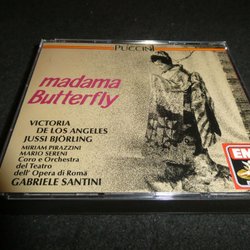 PUCCINI
madama
Butterfly
VICTORIA
DE LOS ANGELES
JUSSI BJÖRLING
MIRIAM PIRAZZINI
MARIO SERENI
Coro e Orchestra
del Teatro
dell' Opera di Roma
GABRIELE SANTINI
EMI